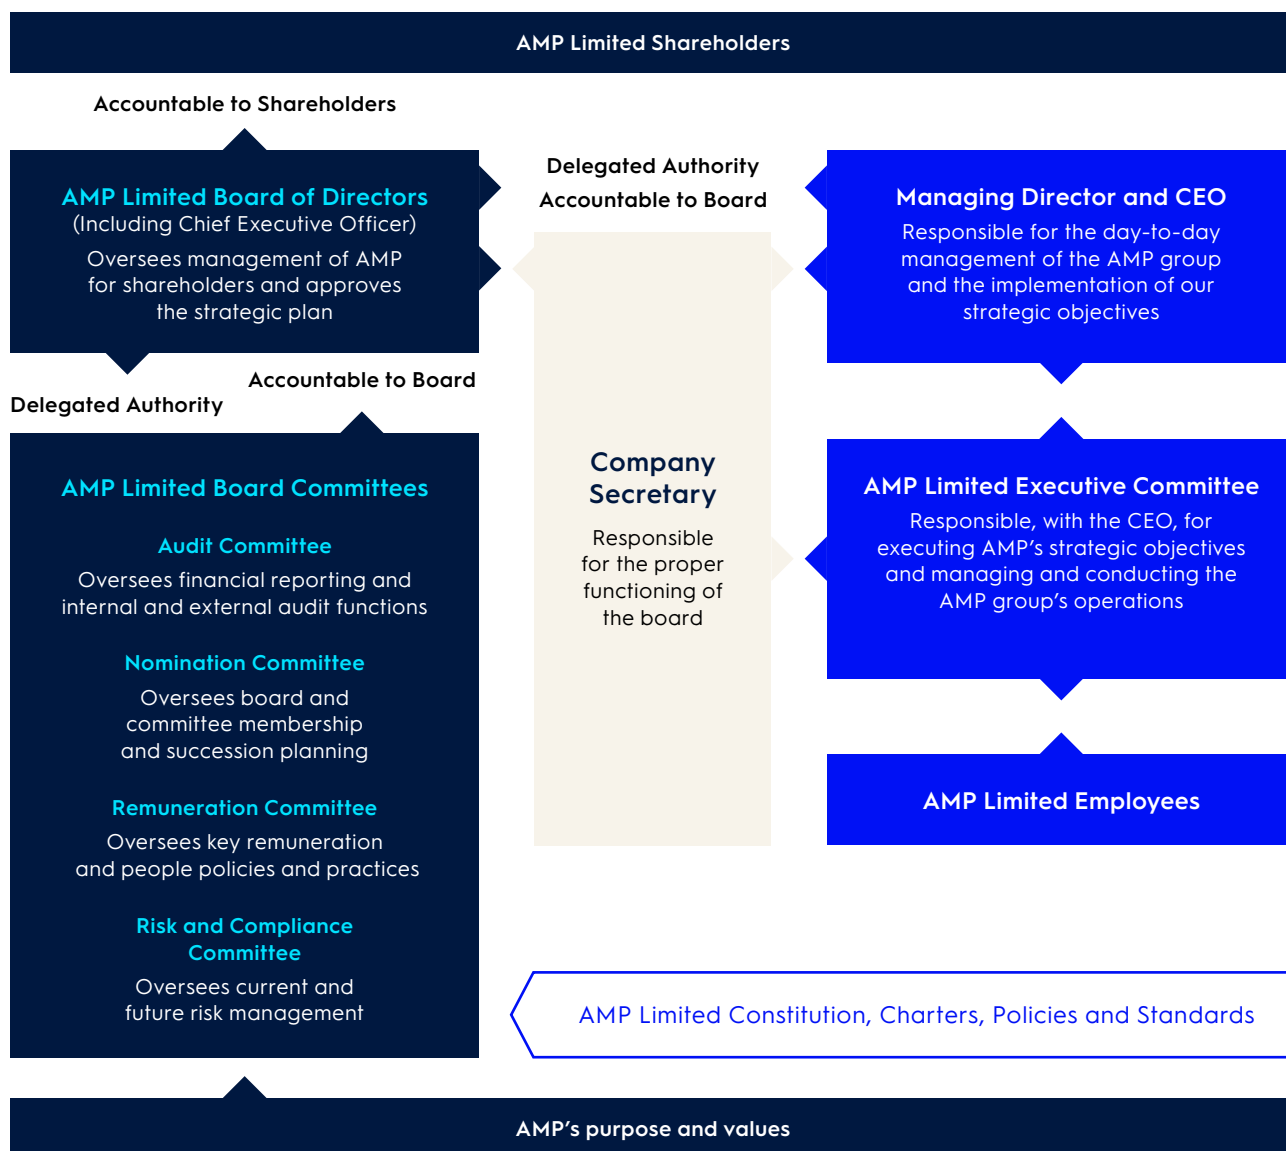 AMP Limited Shareholders
Accountable to Shareholders
AMP Limited Board of Directors
(Including Chief Executive Officer)
Oversees management of AMP
for shareholders and approves
the strategic plan
Delegated Authority
Accountable to Board
Managing Director and CEO
Responsible for the day-to-day
management of the AMP group
and the implementation of our
strategic objectives
Accountable to Board
Delegated Authority
AMP Limited Board Committees
Audit Committee
Oversees financial reporting and
internal and external audit functions
Nomination Committee
Oversees board and
committee membership
and succession planning
Remuneration Committee
Oversees key remuneration
and people policies and practices
Risk and Compliance
Committee
Oversees current and
future risk management
Company
Secretary
Responsible
for the proper
functioning of
the board
AMP Limited Executive Committee
Responsible, with the CEO, for
executing AMP’s strategic objectives
and managing and conducting the
AMP group’s operations
AMP Limited Employees
AMP Limited Constitution, Charters, Policies and Standards
AMP’s purpose and values